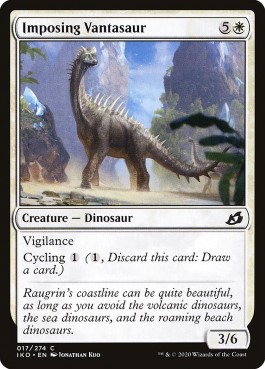 Imposing Vantasaur 5
Creature — Dinosaur
Vigilance
Cycling 1 (1, Discard this card: Draw
a card.)
Raugrin's coastline can be quite beautiful,
as long as you avoid the volcanic dinosaurs,
the sea dinosaurs, and the roaming beach
dinosaurs.
3/6
017/274 C
IKO • EN Jonathan Kuo
™ & © 2020 Wizards of the Coast